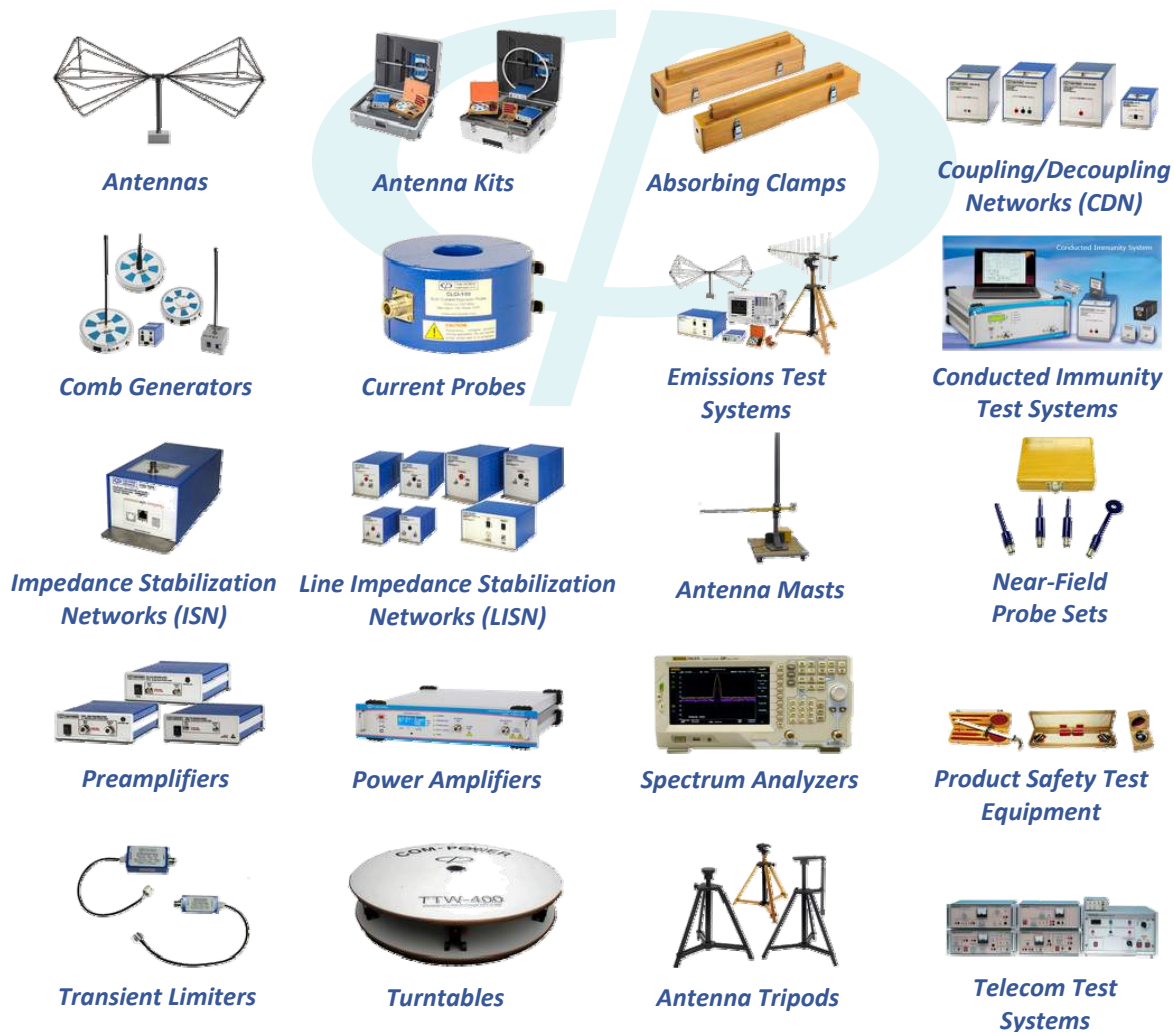 Antennas
Antenna Kits
Absorbing Clamps
Coupling/Decoupling
Networks (CDN)
Conducted Immunity System
CAUTION
Comb Generators
Current Probes
Emissions Test
Systems
Conducted Immunity
Test Systems
Impedance Stabilization
Networks (ISN)
Line Impedance Stabilization
Networks (LISN)
Antenna Masts
Near-Field
Probe Sets
Preamplifiers
Power Amplifiers
Spectrum Analyzers
Product Safety Test
Equipment
COM-POWER
TTW-400
Transient Limiters
Turntables
Antenna Tripods
Telecom Test
Systems